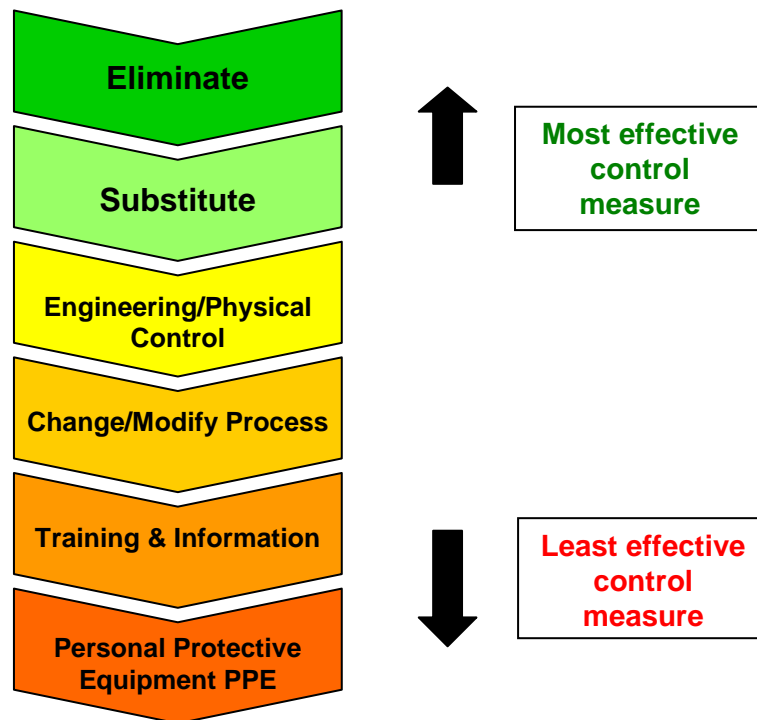 Eliminate
Most effective
control
measure
Substitute
Engineering/Physical
Control
Change/Modify Process
Training & Information
Least effective
control
measure
Personal Protective
Equipment PPE